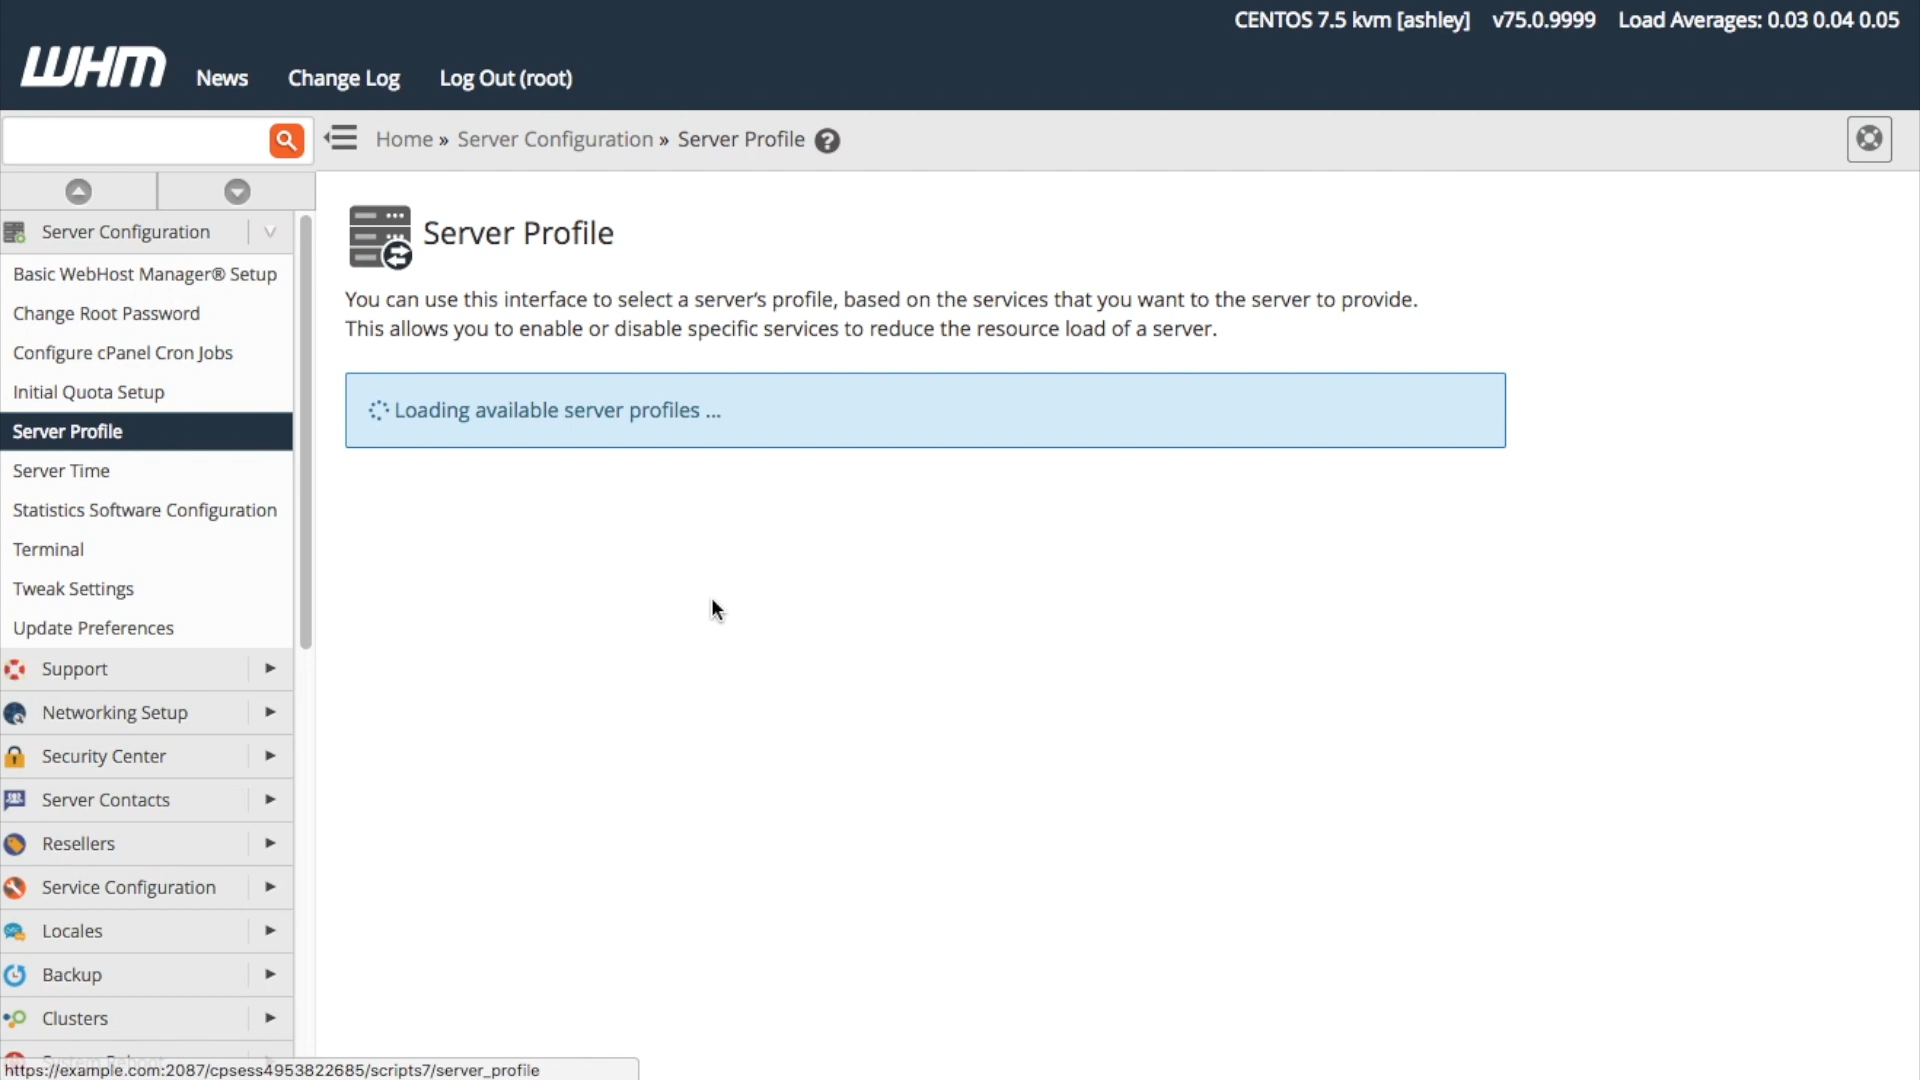 CENTOS 7.5 kvm [ashley] v75.0.9999 Load Averages: 0.03 0.04 0.05
WHM News Change Log Log Out (root)
Home » Server Configuration » Server Profile ?
Server Configuration
Basic WebHost Manager® Setup
Change Root Password
Configure cPanel Cron Jobs
Initial Quota Setup
Server Profile
Server Time
Statistics Software Configuration
Terminal
Tweak Settings
Update Preferences
Support
Networking Setup
Security Center
Server Contacts
Resellers
Service Configuration
Locales
Backup
Clusters
System Reboot
Server Profile
You can use this interface to select a server's profile, based on the services that you want to the server to provide.
This allows you to enable or disable specific services to reduce the resource load of a server.
Loading available server profiles ...
https://example.com:2087/cpsess4953822685/scripts7/server_profile